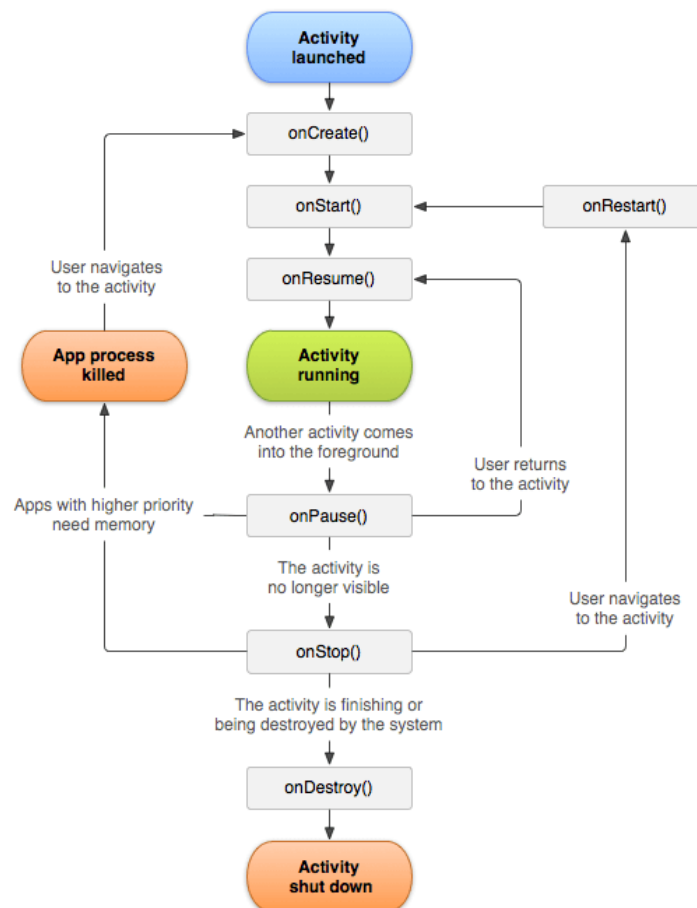 Activity
launched
onCreate()
onStart()
onRestart()
User navigates
to the activity
onResume()
App process
killed
Activity
running
Another activity comes
into the foreground
User returns
to the activity
Apps with higher priority
need memory
onPause()
The activity is
no longer visible
User navigates
to the activity
onStop()
The activity is finishing or
being destroyed by the system
onDestroy()
Activity
shut down